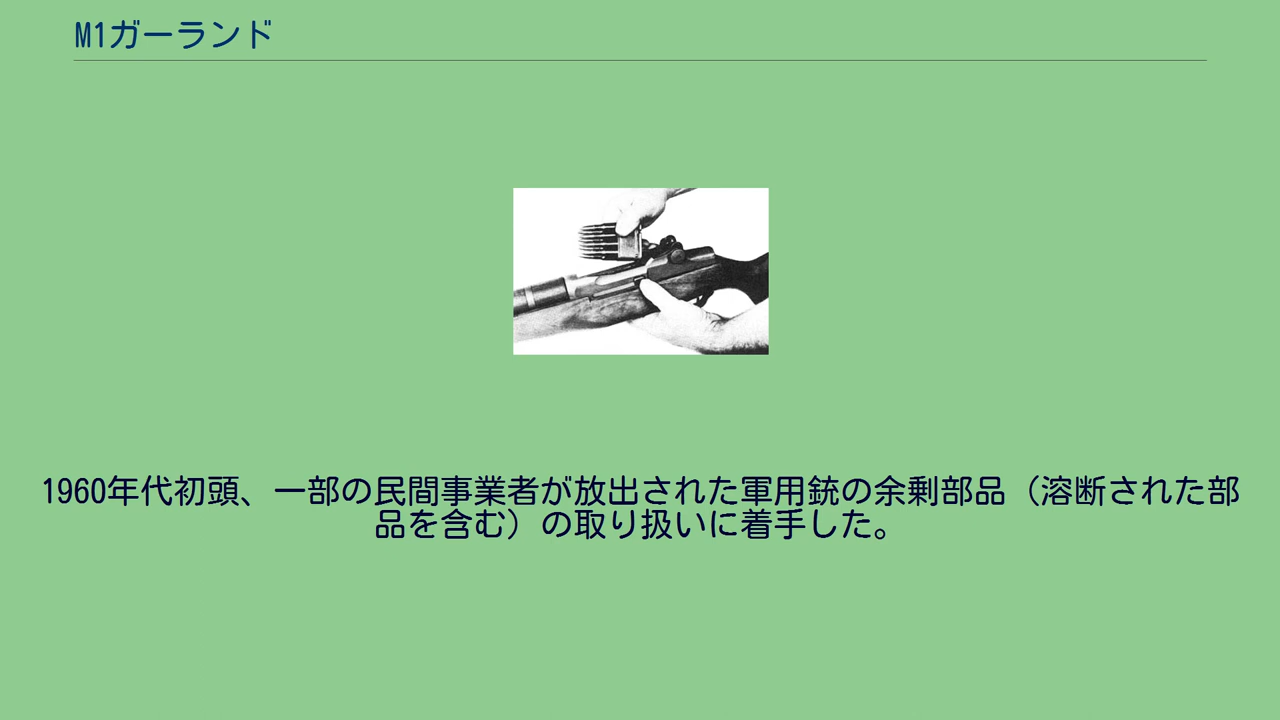 M1ガーランド
1960年代初頭、一部の民間事業者が放出された軍用銃の余剰部品（溶断された部
品を含む）の取り扱いに着手した。